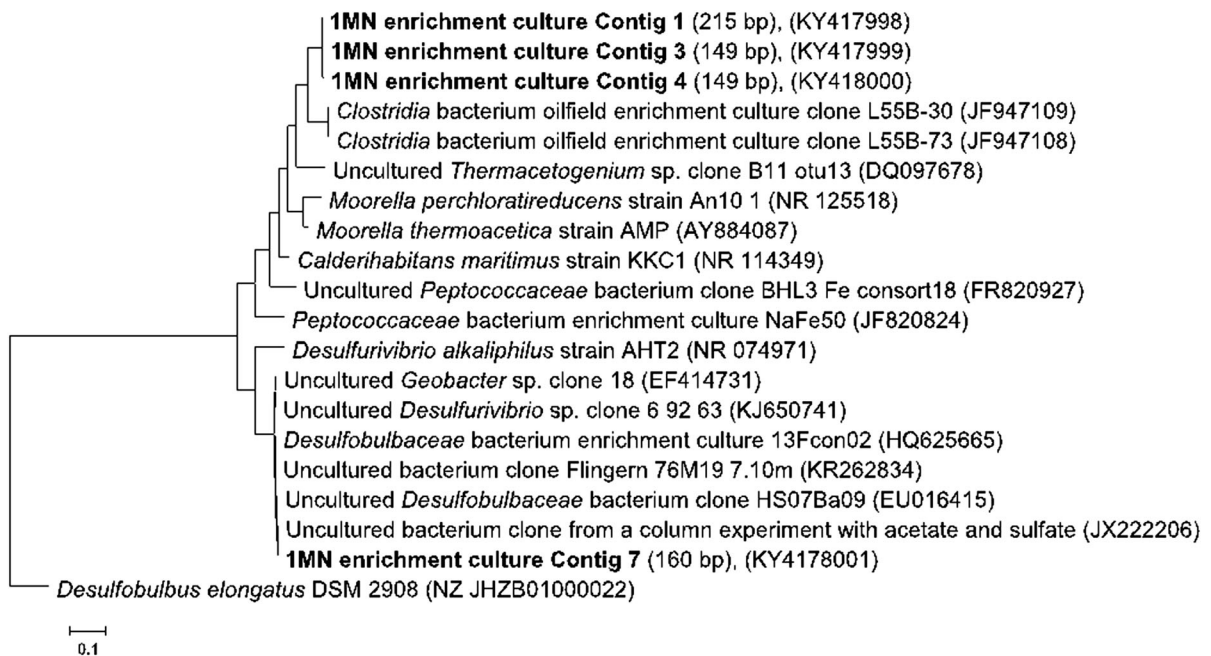 1MN enrichment culture Contig 1 (215 bp), (KY417998)
1MN enrichment culture Contig 3 (149 bp), (KY417999)
1MN enrichment culture Contig 4 (149 bp), (KY418000)
Clostridia bacterium oilfield enrichment culture clone L55B-30 (JF947109)
Clostridia bacterium oilfield enrichment culture clone L55B-73 (JF947108)
Uncultured Thermacetogenium sp. clone B11 otu13 (DQ097678)
Moorella perchloratireducens strain An10 1 (NR 125518)
Moorella thermoacetica strain AMP (AY884087)
Calderihabitans maritimus strain KKC1 (NR 114349)
Uncultured Peptococcaceae bacterium clone BHL3 Fe consort18 (FR820927)
Peptococcaceae bacterium enrichment culture NaFe50 (JF820824)
Desulfurivibrio alkaliphilus strain AHT2 (NR 074971)
Uncultured Geobacter sp. clone 18 (EF414731)
Uncultured Desulfurivibrio sp. clone 6 92 63 (KJ650741)
Desulfobulbaceae bacterium enrichment culture 13Fcon02 (HQ625665)
Uncultured bacterium clone Flingern 76M19 7.10m (KR262834)
Uncultured Desulfobulbaceae bacterium clone HS07Ba09 (EU016415)
Uncultured bacterium clone from a column experiment with acetate and sulfate (JX222206)
1MN enrichment culture Contig 7 (160 bp), (KY4178001)
Desulfobulbus elongatus DSM 2908 (NZ JHZB01000022)
0.1